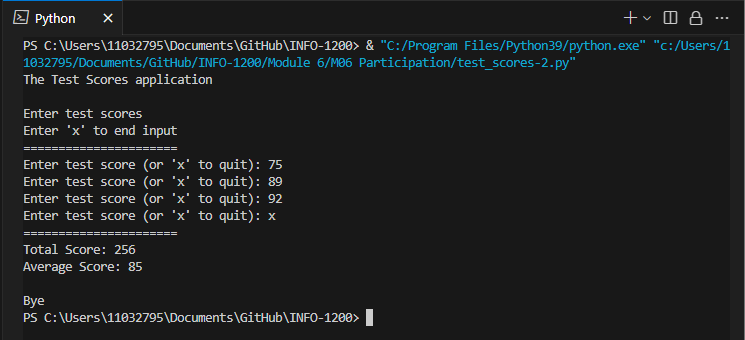 Python
PS C:\Users\11032795\Documents\GitHub\INFO-1200> & "C:/Program Files/Python39/python.exe" "c:/Users/1
1032795/Documents/GitHub/INFO-1200/Module 6/M06 Participation/test_scores-2.py"
The Test Scores application
Enter test scores
Enter 'x' to end input
======================
Enter test score (or 'x' to quit): 75
Enter test score (or 'x' to quit): 89
Enter test score (or 'x' to quit): 92
Enter test score (or 'x' to quit): x
======================
Total Score: 256
Average Score: 85
Bye
PS C:\Users\11032795\Documents\GitHub\INFO-1200>